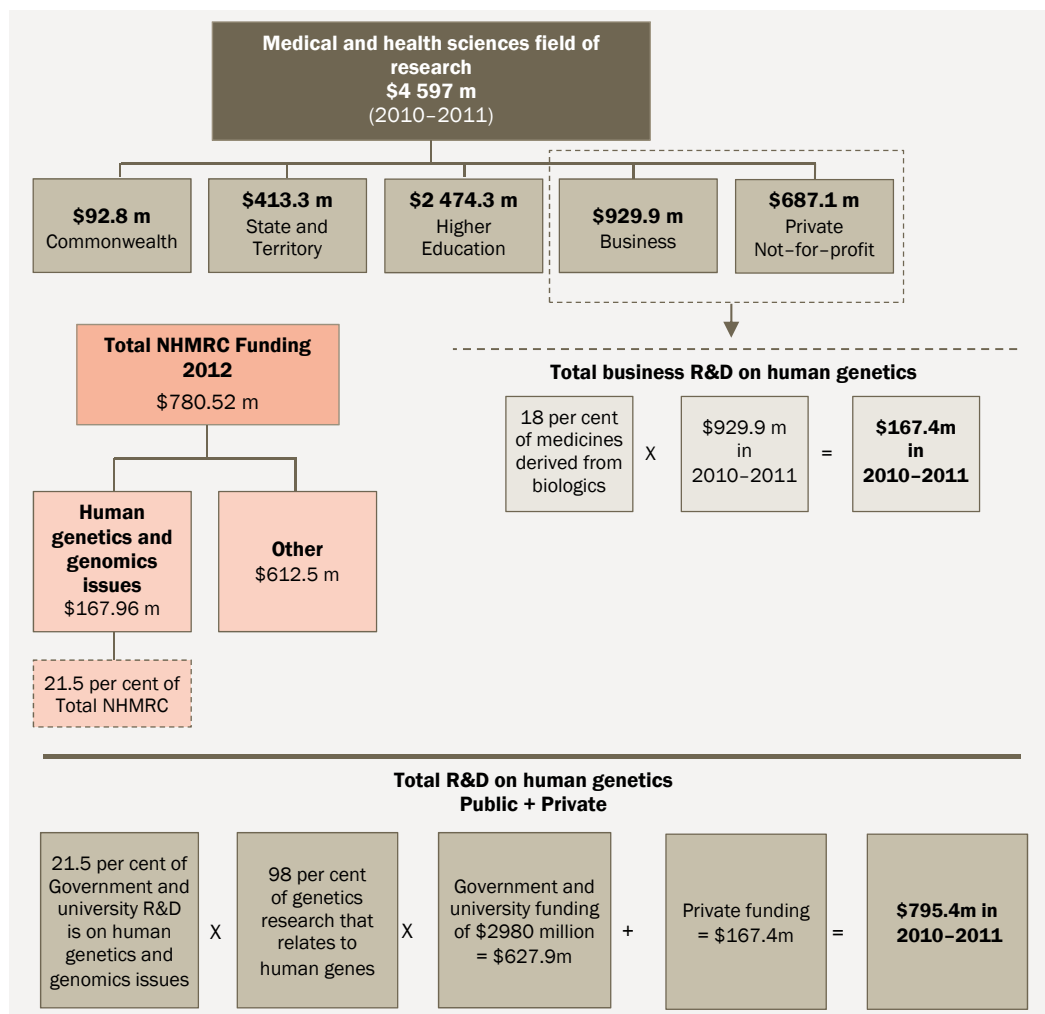 Medical and health sciences field of
research
$4 597 m
(2010–2011)
$92.8 m
Commonwealth
$413.3 m
State and
Territory
$2 474.3 m
Higher
Education
$929.9 m
Business
$687.1 m
Private
Not–for–profit
Total NHMRC Funding
2012
$780.52 m
Human
genetics and
genomics
issues
$167.96 m
Other
$612.5 m
21.5 per cent of
Total NHMRC
Total business R&D on human genetics
18 per cent
of medicines
derived from
biologics
X
$929.9 m
in
2010–2011
=
$167.4m
in
2010–2011
Total R&D on human genetics
Public + Private
21.5 per cent of
Government and
university R&D
is on human
genetics and
genomics issues
X
98 per cent
of genetics
research that
relates to
human genes
X
Government and
university funding
of $2980 million
= $627.9m
+
Private funding
= $167.4m
=
$795.4m in
2010–2011